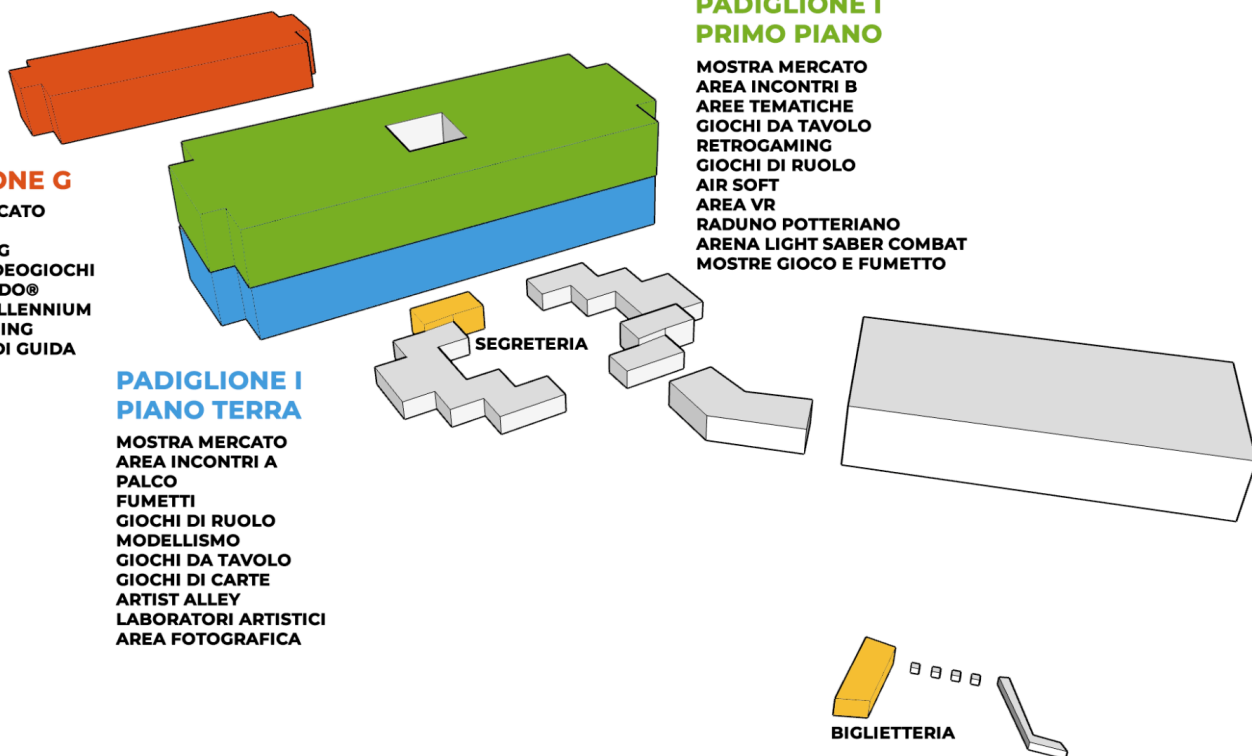 PADIGLIONE I
PRIMO PIANO
MOSTRA MERCATO
AREA INCONTRI B
AREE TEMATICHE
GIOCHI DA TAVOLO
RETROGAMING
GIOCHI DI RUOLO
AIR SOFT
AREA VR
RADUNO POTTERIANO
ARENA LIGHT SABER COMBAT
MOSTRE GIOCO E FUMETTO
ONE G
CATO
G
DEOGIOCHI
DO®
LLENNIUM
ING
DI GUIDA
SEGRETERIA
PADIGLIONE I
PIANO TERRA
MOSTRA MERCATO
AREA INCONTRI A
PALCO
FUMETTI
GIOCHI DI RUOLO
MODELLISMO
GIOCHI DA TAVOLO
GIOCHI DI CARTE
ARTIST ALLEY
LABORATORI ARTISTICI
AREA FOTOGRAFICA
BIGLIETTERIA